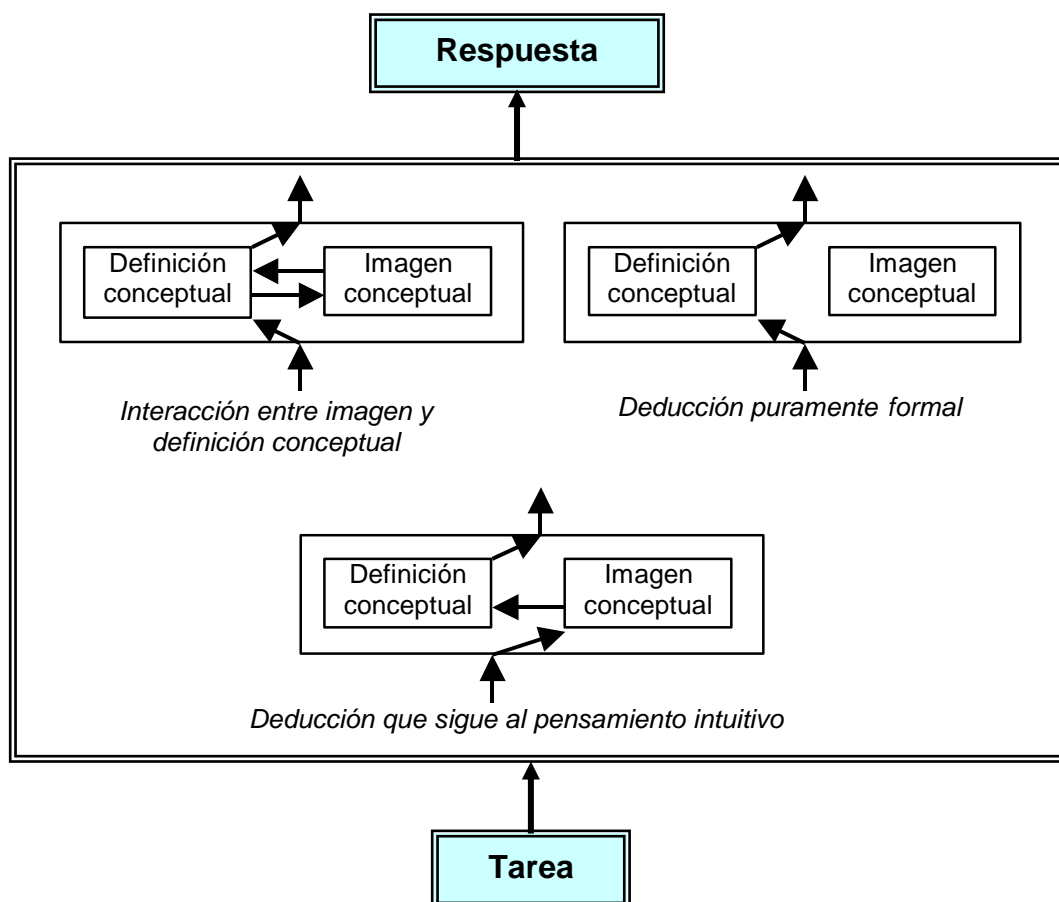 Respuesta
Definición
conceptual
Imagen
conceptual
Interacción entre imagen y
definición conceptual
Definición
conceptual
Imagen
conceptual
Deducción puramente formal
Definición
conceptual
Imagen
conceptual
Deducción que sigue al pensamiento intuitivo
Tarea